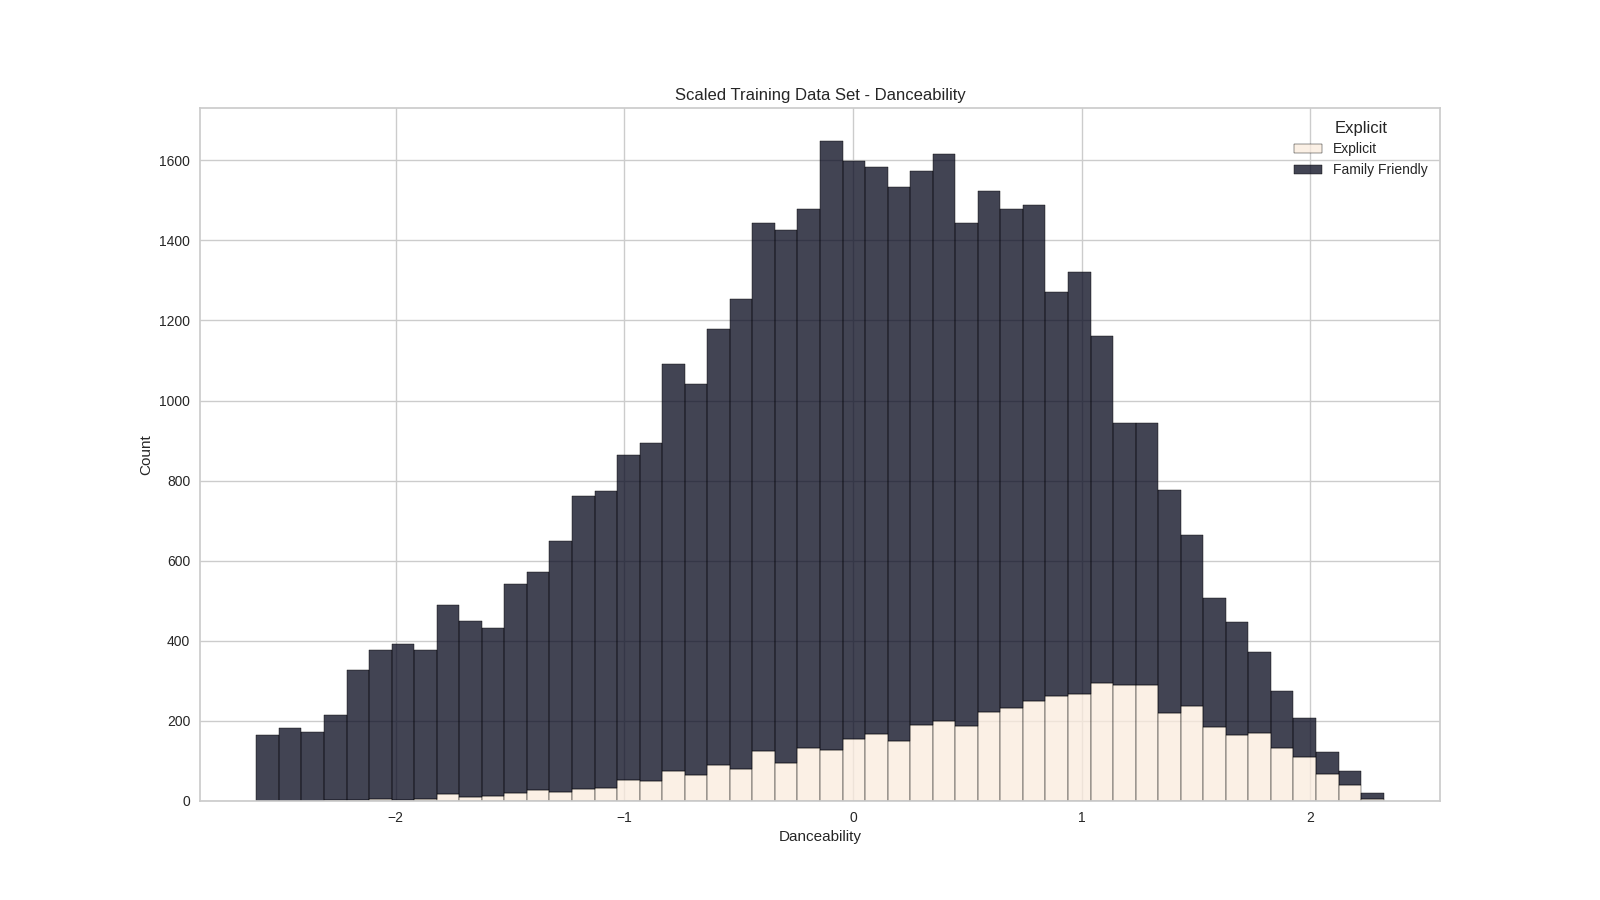 Scaled Training Data Set - Danceability
Explicit
Explicit
Family Friendly
1600
1400
1200
1000
800
600
400
200
0
Count
−2
−1
0
1
2
Danceability